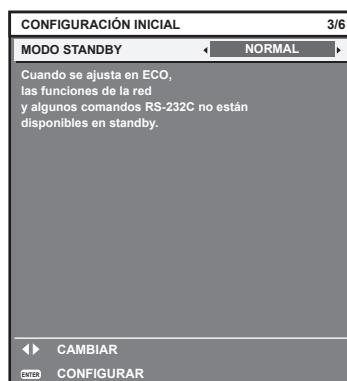 CONFIGURACIÓN INICIAL 3/6
MODO STANDBY NORMAL
Cuando se ajusta en ECO,
las funciones de la red
y algunos comandos RS-232C no están
disponibles en standby.
CAMBIAR
ENTER CONFIGURAR